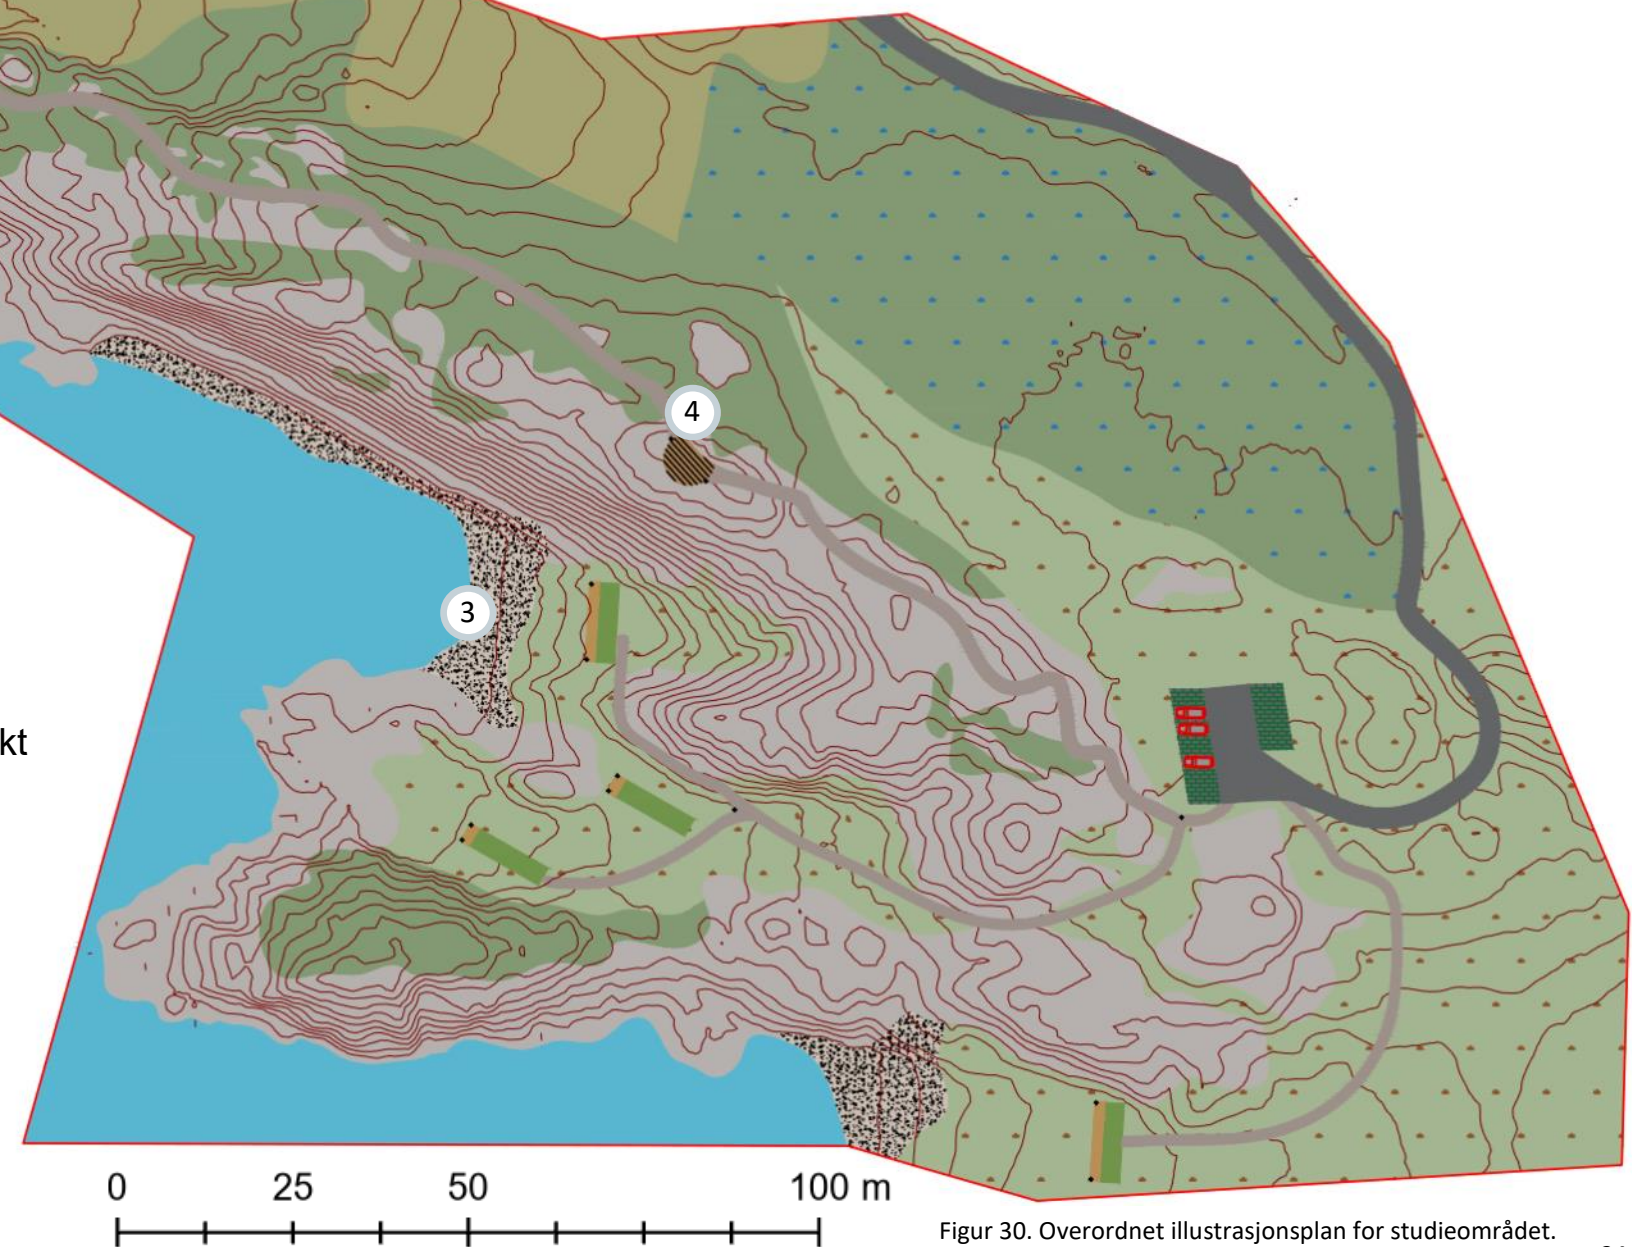 4
3
kt
0 25 50 100 m
Figur 30. Overordnet illustrasjonsplan for studieområdet.